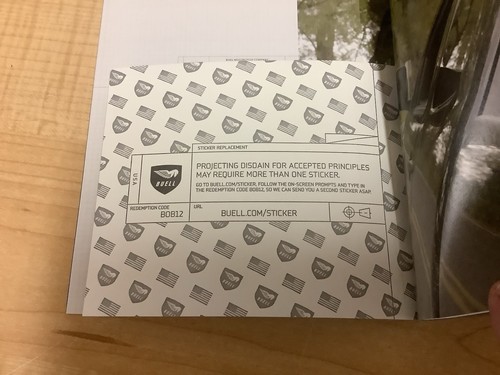 STICKER REPLACEMENT
PROJECTING DISDAIN FOR ACCEPTED PRINCIPLES
MAY REQUIRE MORE THAN ONE STICKER.
GO TO BUELL.COM/STICKER, FOLLOW THE ON-SCREEN PROMPTS AND TYPE IN
THE REDEMPTION CODE B0B12, SO WE CAN SEND YOU A SECOND STICKER ASAP.
USA
BUELL
REDEMPTION CODE
B0B12
URL
BUELL.COM/STICKER